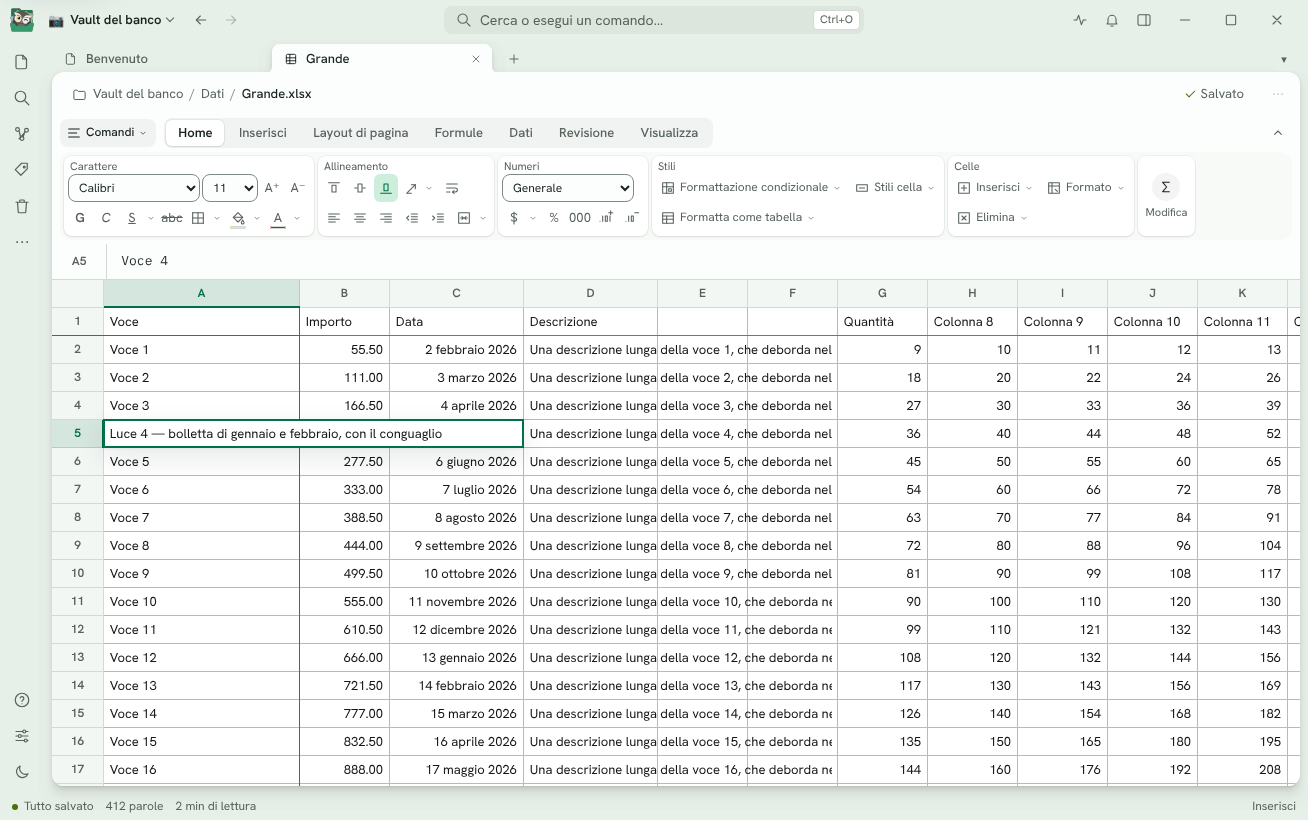 Vault del banco
Cerca o esegui un comando... Ctrl+O
Benvenuto
Grande
Vault del banco / Dati / Grande.xlsx
Salvato
Comandi Home Inserisci Layout di pagina Formule Dati Revisione Visualizza
Carattere
Calibri 11 A+ A−
G C S abc A
Allineamento
Numeri
Generale
$ % 000 .00 .00
Stili
Formattazione condizionale Stili cella
Formatta come tabella
Celle
Inserisci Formato
Elimina
Σ
Modifica
A5 Voce 4
A B C D E F G H I J K
1 Voce Importo Data Descrizione Quantità Colonna 8 Colonna 9 Colonna 10 Colonna 11
2 Voce 1 55.50 2 febbraio 2026 Una descrizione lunga della voce 1, che deborda nel 9 10 11 12 13
3 Voce 2 111.00 3 marzo 2026 Una descrizione lunga della voce 2, che deborda nel 18 20 22 24 26
4 Voce 3 166.50 4 aprile 2026 Una descrizione lunga della voce 3, che deborda nel 27 30 33 36 39
5 Luce 4 — bolletta di gennaio e febbraio, con il conguaglio Una descrizione lunga della voce 4, che deborda nel 36 40 44 48 52
6 Voce 5 277.50 6 giugno 2026 Una descrizione lunga della voce 5, che deborda nel 45 50 55 60 65
7 Voce 6 333.00 7 luglio 2026 Una descrizione lunga della voce 6, che deborda nel 54 60 66 72 78
8 Voce 7 388.50 8 agosto 2026 Una descrizione lunga della voce 7, che deborda nel 63 70 77 84 91
9 Voce 8 444.00 9 settembre 2026 Una descrizione lunga della voce 8, che deborda nel 72 80 88 96 104
10 Voce 9 499.50 10 ottobre 2026 Una descrizione lunga della voce 9, che deborda nel 81 90 99 108 117
11 Voce 10 555.00 11 novembre 2026 Una descrizione lunga della voce 10, che deborda ne 90 100 110 120 130
12 Voce 11 610.50 12 dicembre 2026 Una descrizione lunga della voce 11, che deborda ne 99 110 121 132 143
13 Voce 12 666.00 13 gennaio 2026 Una descrizione lunga della voce 12, che deborda ne 108 120 132 144 156
14 Voce 13 721.50 14 febbraio 2026 Una descrizione lunga della voce 13, che deborda ne 117 130 143 156 169
15 Voce 14 777.00 15 marzo 2026 Una descrizione lunga della voce 14, che deborda ne 126 140 154 168 182
16 Voce 15 832.50 16 aprile 2026 Una descrizione lunga della voce 15, che deborda ne 135 150 165 180 195
17 Voce 16 888.00 17 maggio 2026 Una descrizione lunga della voce 16, che deborda ne 144 160 176 192 208
Tutto salvato 412 parole 2 min di lettura Inserisci